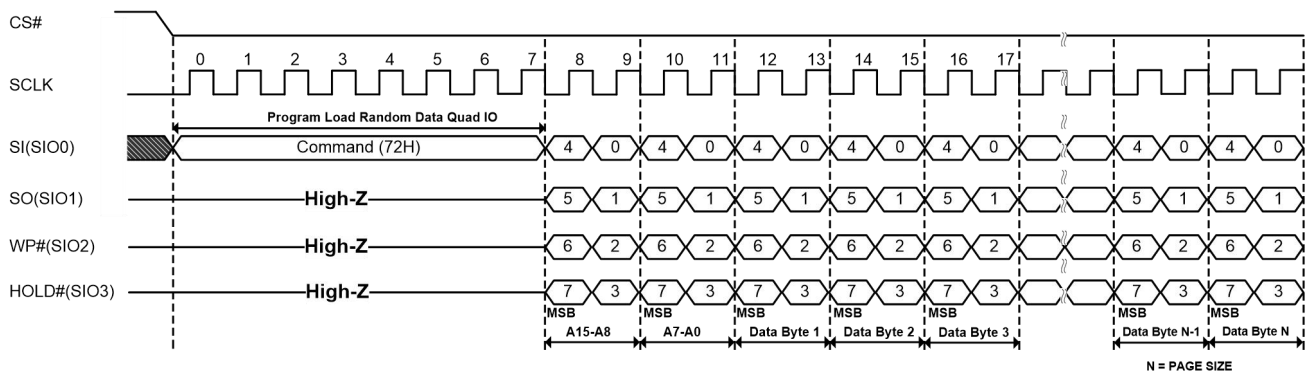 CS#
0 1 2 3 4 5 6 7 8 9 10 11 12 13 14 15 16 17
SCLK
Program Load Random Data Quad IO
SI(SIO0) Command (72H) 4 0 4 0 4 0 4 0 4 0 4 0 4 0
SO(SIO1) High-Z 5 1 5 1 5 1 5 1 5 1 5 1 5 1
WP#(SIO2) High-Z 6 2 6 2 6 2 6 2 6 2 6 2 6 2
HOLD#(SIO3) High-Z 7 3 7 3 7 3 7 3 7 3 7 3 7 3
MSB MSB MSB MSB MSB MSB MSB
A15-A8 A7-A0 Data Byte 1 Data Byte 2 Data Byte 3 Data Byte N-1 Data Byte N
N = PAGE SIZE